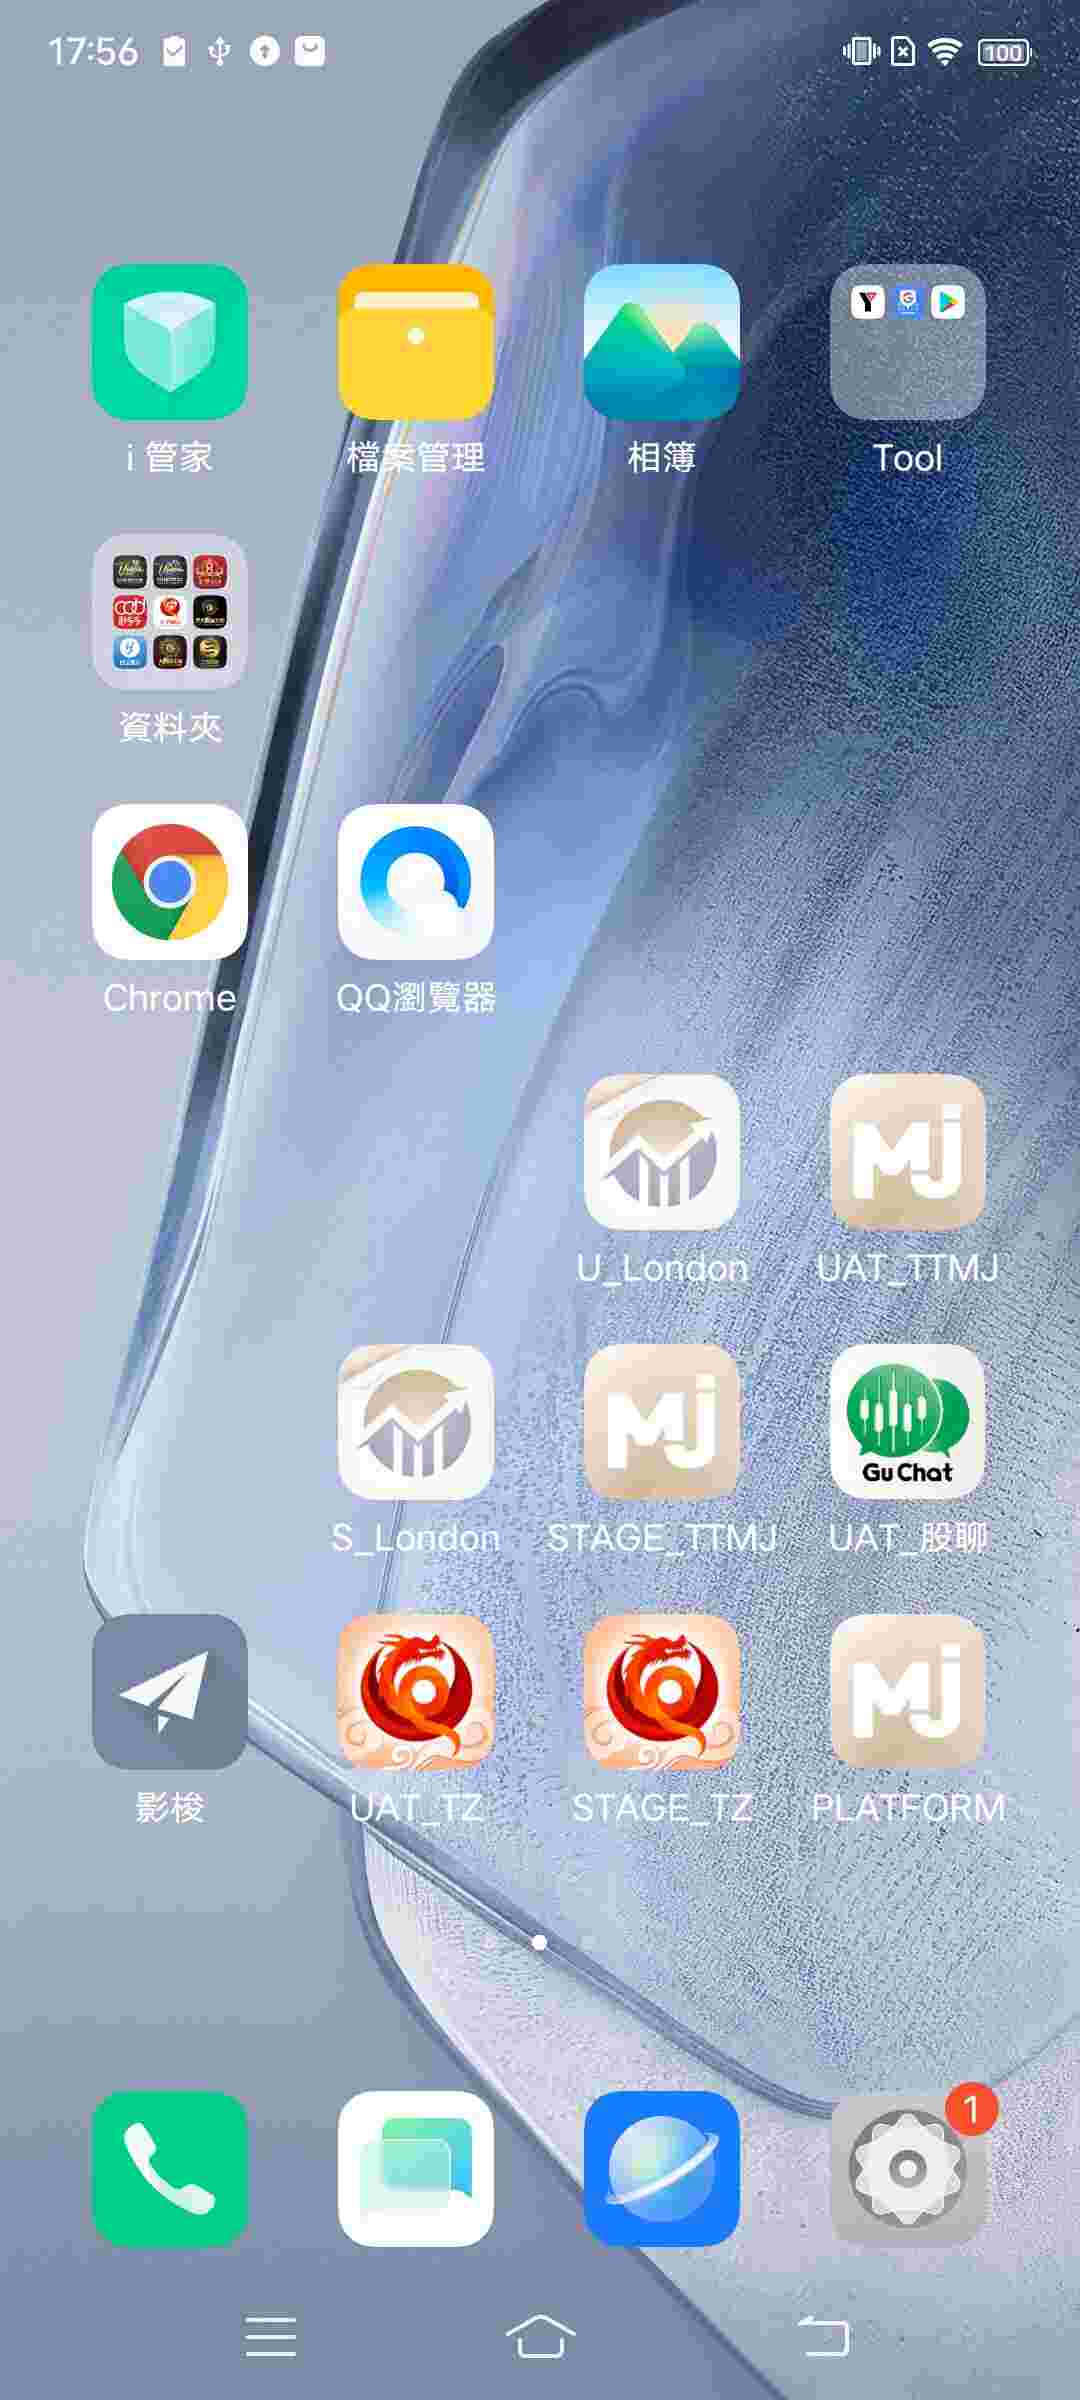 17:56
100
i 管家
檔案管理
相簿
Tool
資料夾
Chrome
QQ瀏覽器
U_London
UAT_TTMJ
S_London
STAGE_TTMJ
Gu Chat
UAT_股聊
影梭
UAT_TZ
STAGE_TZ
PLATFORM
1